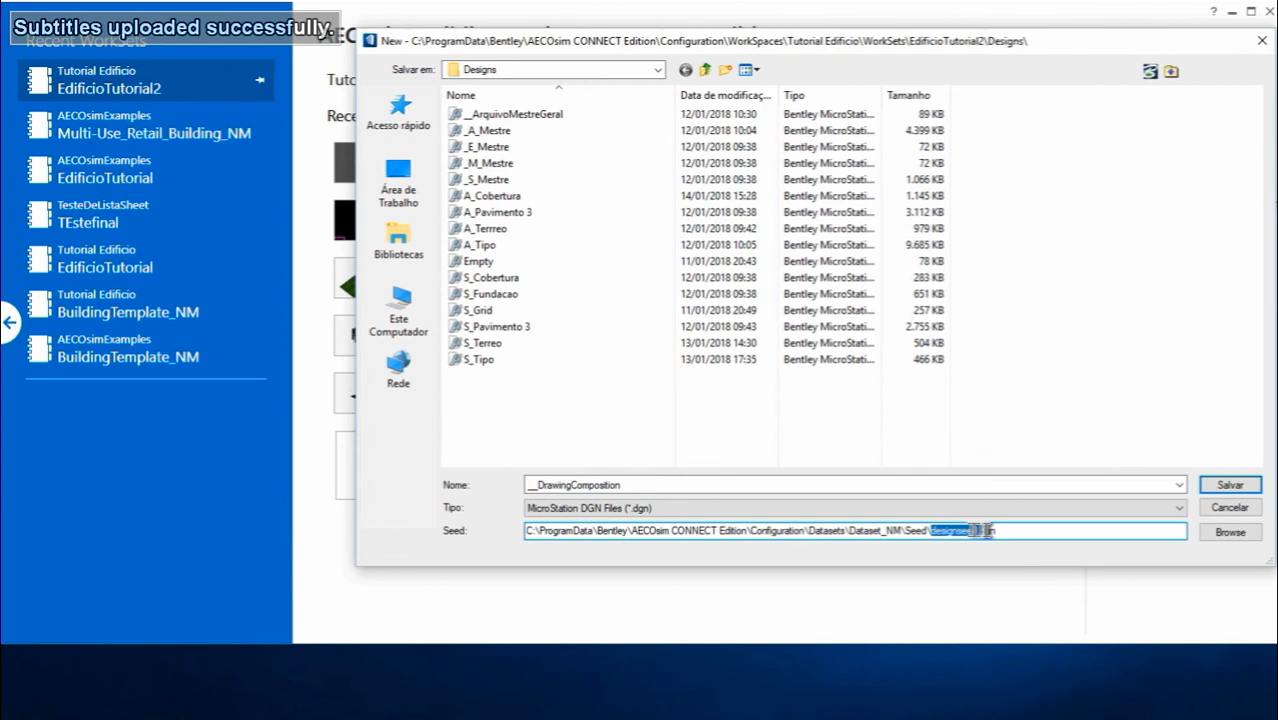 Subtitles uploaded successfully.
Recent WorkSets
Tutorial Edificio
EdificioTutorial2
AECOsimExamples
Multi-Use_Retail_Building_NM
AECOsimExamples
EdificioTutorial
TesteDeListaSheet
TEstefinal
Tutorial Edificio
EdificioTutorial
Tutorial Edificio
BuildingTemplate_NM
AECOsimExamples
BuildingTemplate_NM
New - C:\ProgramData\Bentley\AECOsim CONNECT Edition\Configuration\WorkSpaces\Tutorial Edificio\WorkSets\EdificioTutorial2\Designs\
Salvar em: Designs
Acesso rápido
Área de Trabalho
Bibliotecas
Este Computador
Rede
Nome Data de modificaç... Tipo Tamanho
__ArquivoMestreGeral 12/01/2018 10:30 Bentley MicroStati... 89 KB
_A_Mestre 12/01/2018 10:04 Bentley MicroStati... 4.399 KB
_E_Mestre 12/01/2018 09:38 Bentley MicroStati... 72 KB
_M_Mestre 12/01/2018 09:38 Bentley MicroStati... 72 KB
_S_Mestre 12/01/2018 09:38 Bentley MicroStati... 1.066 KB
A_Cobertura 14/01/2018 15:28 Bentley MicroStati... 1.145 KB
A_Pavimento 3 12/01/2018 09:38 Bentley MicroStati... 3.112 KB
A_Terrreo 12/01/2018 09:42 Bentley MicroStati... 979 KB
A_Tipo 12/01/2018 10:05 Bentley MicroStati... 9.685 KB
Empty 11/01/2018 20:43 Bentley MicroStati... 78 KB
S_Cobertura 12/01/2018 09:38 Bentley MicroStati... 283 KB
S_Fundacao 12/01/2018 09:38 Bentley MicroStati... 651 KB
S_Grid 11/01/2018 20:49 Bentley MicroStati... 257 KB
S_Pavimento 3 12/01/2018 09:43 Bentley MicroStati... 2.755 KB
S_Terreo 13/01/2018 14:30 Bentley MicroStati... 504 KB
S_Tipo 13/01/2018 17:35 Bentley MicroStati... 466 KB
Nome: __DrawingComposition Salvar
Tipo: MicroStation DGN Files (*.dgn) Cancelar
Seed: C:\ProgramData\Bentley\AECOsim CONNECT Edition\Configuration\Datasets\Dataset_NM\Seed\ Browse